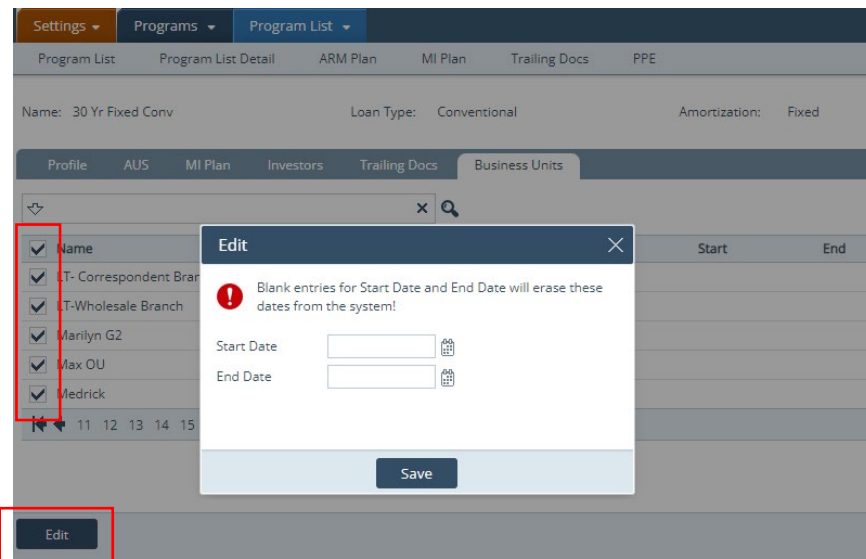 Settings Programs Program List
Program List Program List Detail ARM Plan MI Plan Trailing Docs PPE
Name: 30 Yr Fixed Conv Loan Type: Conventional Amortization: Fixed
Profile AUS MI Plan Investors Trailing Docs Business Units
Name Start End
LT- Correspondent Bran
LT-Wholesale Branch
Marilyn G2
Max OU
Medrick
11 12 13 14 15
Edit
Blank entries for Start Date and End Date will erase these
dates from the system!
Start Date
End Date
Save
Edit